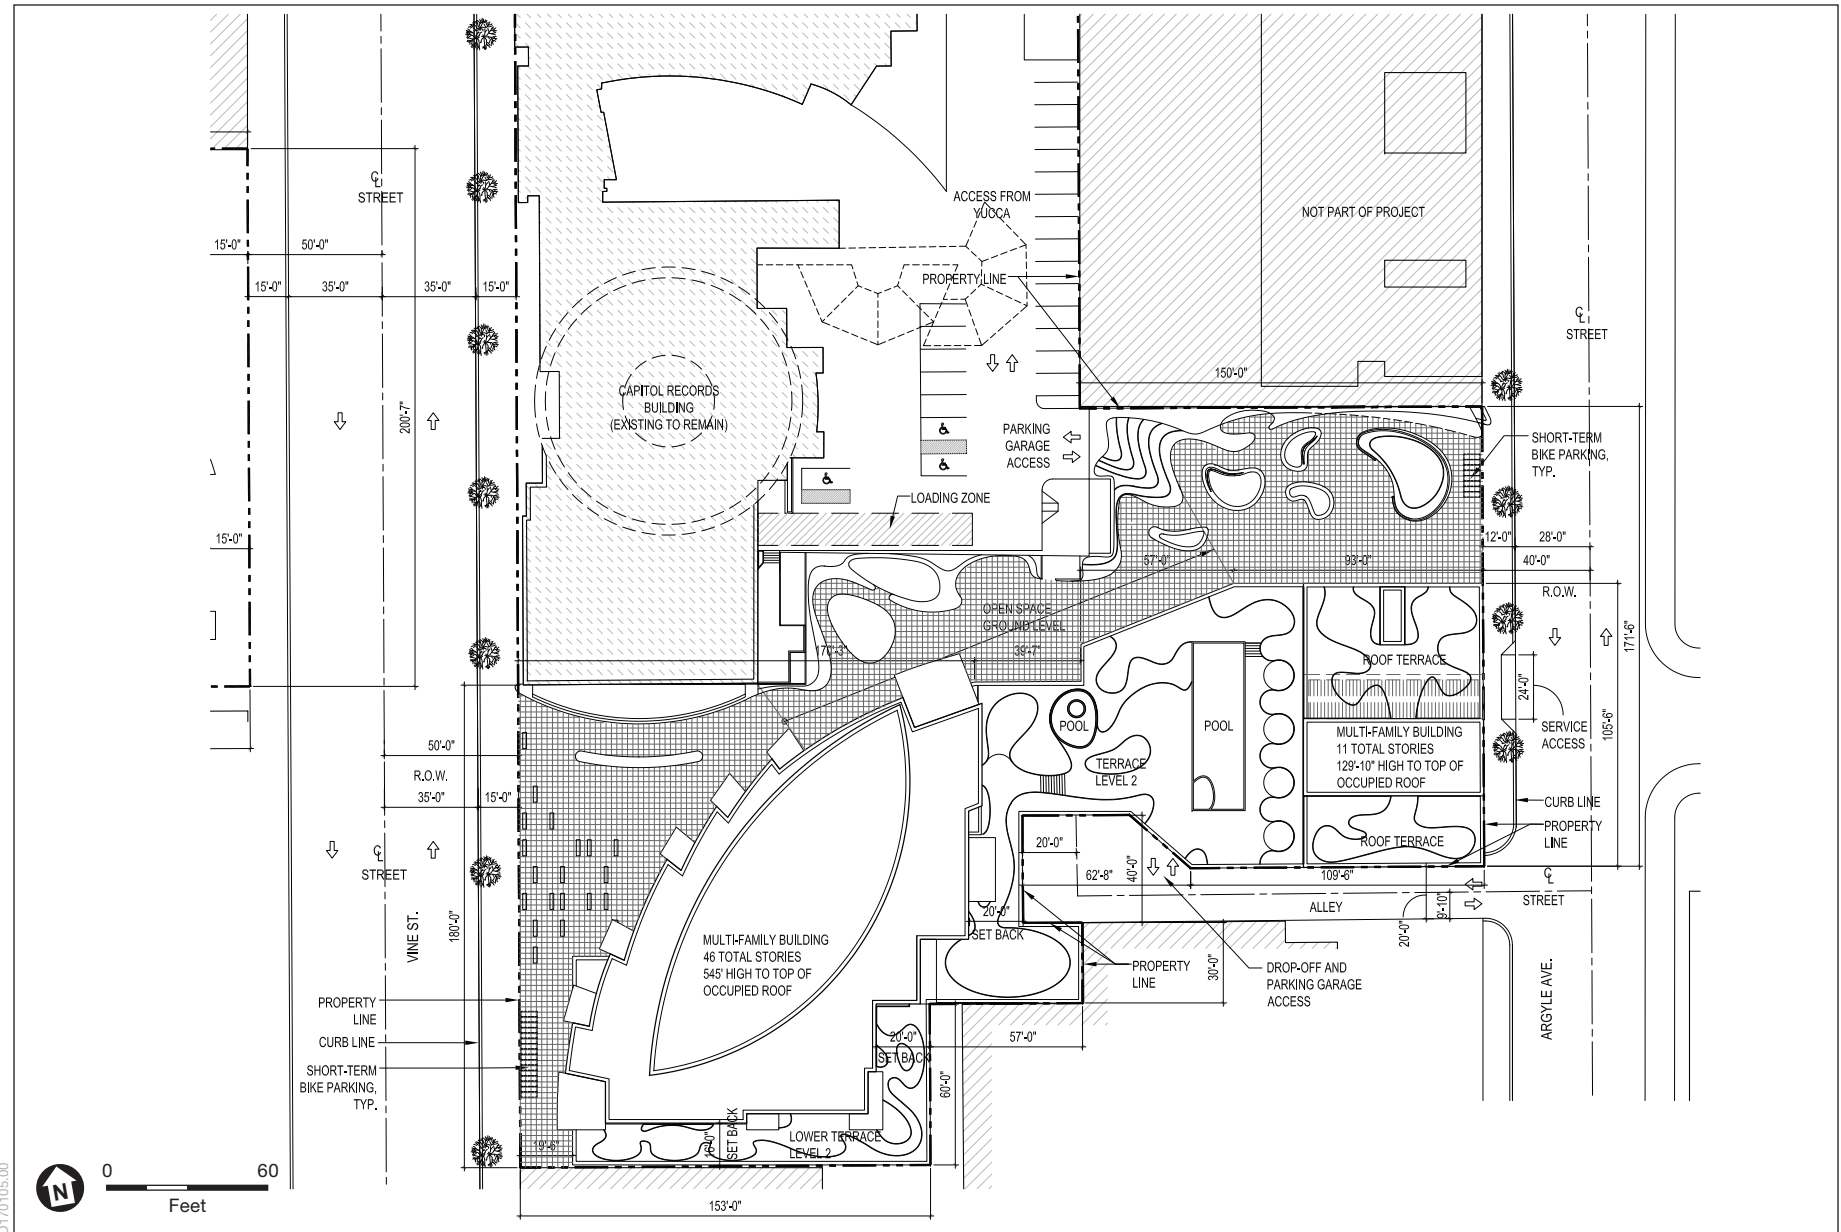 ℄
STREET
15'-0"
50'-0"
15'-0"
35'-0"
35'-0"
15'-0"
200'-7"
15'-0"
ACCESS FROM
YUCCA
NOT PART OF PROJECT
PROPERTY LINE
℄
STREET
150'-0"
CAPITOL RECORDS
BUILDING
(EXISTING TO REMAIN)
PARKING
GARAGE
ACCESS
SHORT-TERM
BIKE PARKING,
TYP.
LOADING ZONE
12'-0"
28'-0"
57'-0"
93'-0"
40'-0"
R.O.W.
OPEN SPACE
GROUND LEVEL
170'-3"
39'-7"
171'-6"
ROOF TERRACE
24'-0"
105'-6"
SERVICE
ACCESS
POOL
POOL
MULTI-FAMILY BUILDING
11 TOTAL STORIES
129'-10" HIGH TO TOP OF
OCCUPIED ROOF
50'-0"
R.O.W.
35'-0"
15'-0"
TERRACE
LEVEL 2
CURB LINE
PROPERTY
LINE
ROOF TERRACE
℄
STREET
20'-0"
62'-8"
40'-0"
109'-6"
℄
STREET
ALLEY
9'-10"
20'-0"
VINE ST.
180'-0"
20'-0"
SET BACK
MULTI-FAMILY BUILDING
46 TOTAL STORIES
545' HIGH TO TOP OF
OCCUPIED ROOF
PROPERTY
LINE
30'-0"
DROP-OFF AND
PARKING GARAGE
ACCESS
ARGYLE AVE.
PROPERTY
LINE
CURB LINE
SHORT-TERM
BIKE PARKING,
TYP.
20'-0"
SET BACK
57'-0"
60'-0"
19'-6"
16'-0"
SET BACK
LOWER TERRACE
LEVEL 2
153'-0"
N
0 60
Feet
D170105.00